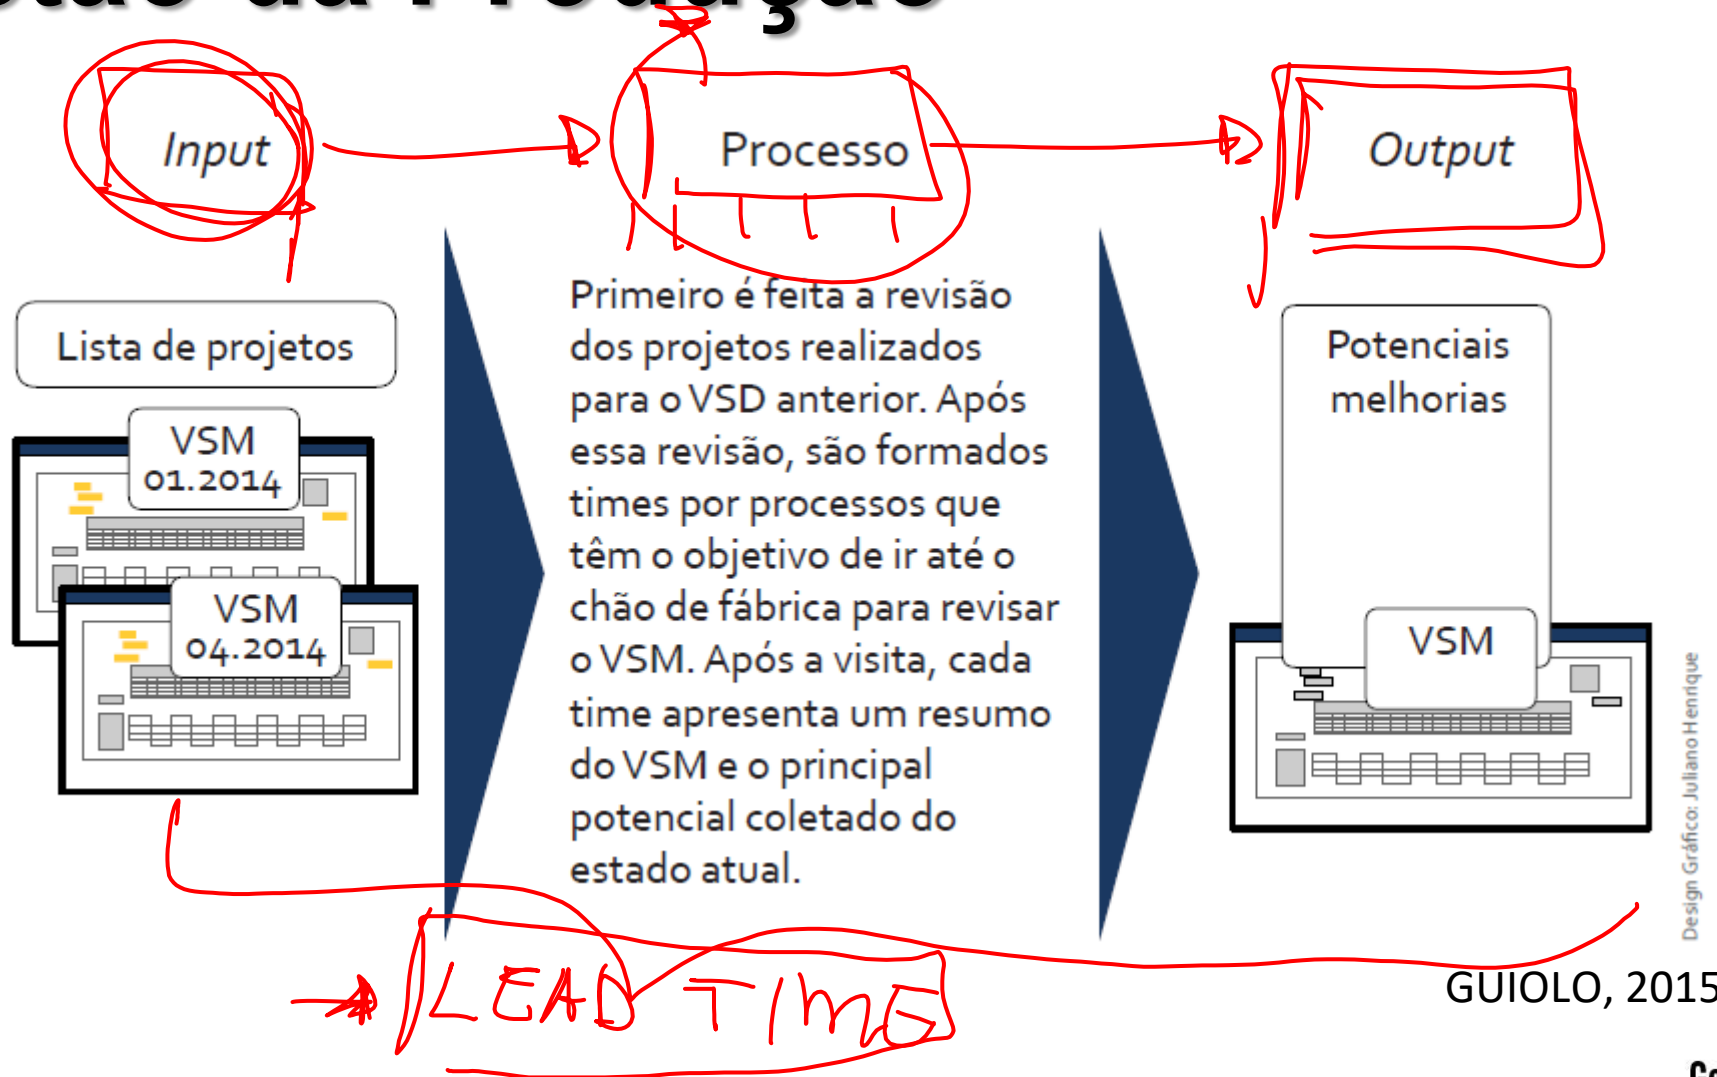 da Produção
Input
Processo
Output
Lista de projetos
VSM
01.2014
VSM
04.2014
Primeiro é feita a revisão
dos projetos realizados
para o VSD anterior. Após
essa revisão, são formados
times por processos que
têm o objetivo de ir até o
chão de fábrica para revisar
o VSM. Após a visita, cada
time apresenta um resumo
do VSM e o principal
potencial coletado do
estado atual.
Potenciais
melhorias
VSM
Design Gráfico: Juliano Henrique
LEAD TIME
GUIOLO, 2015